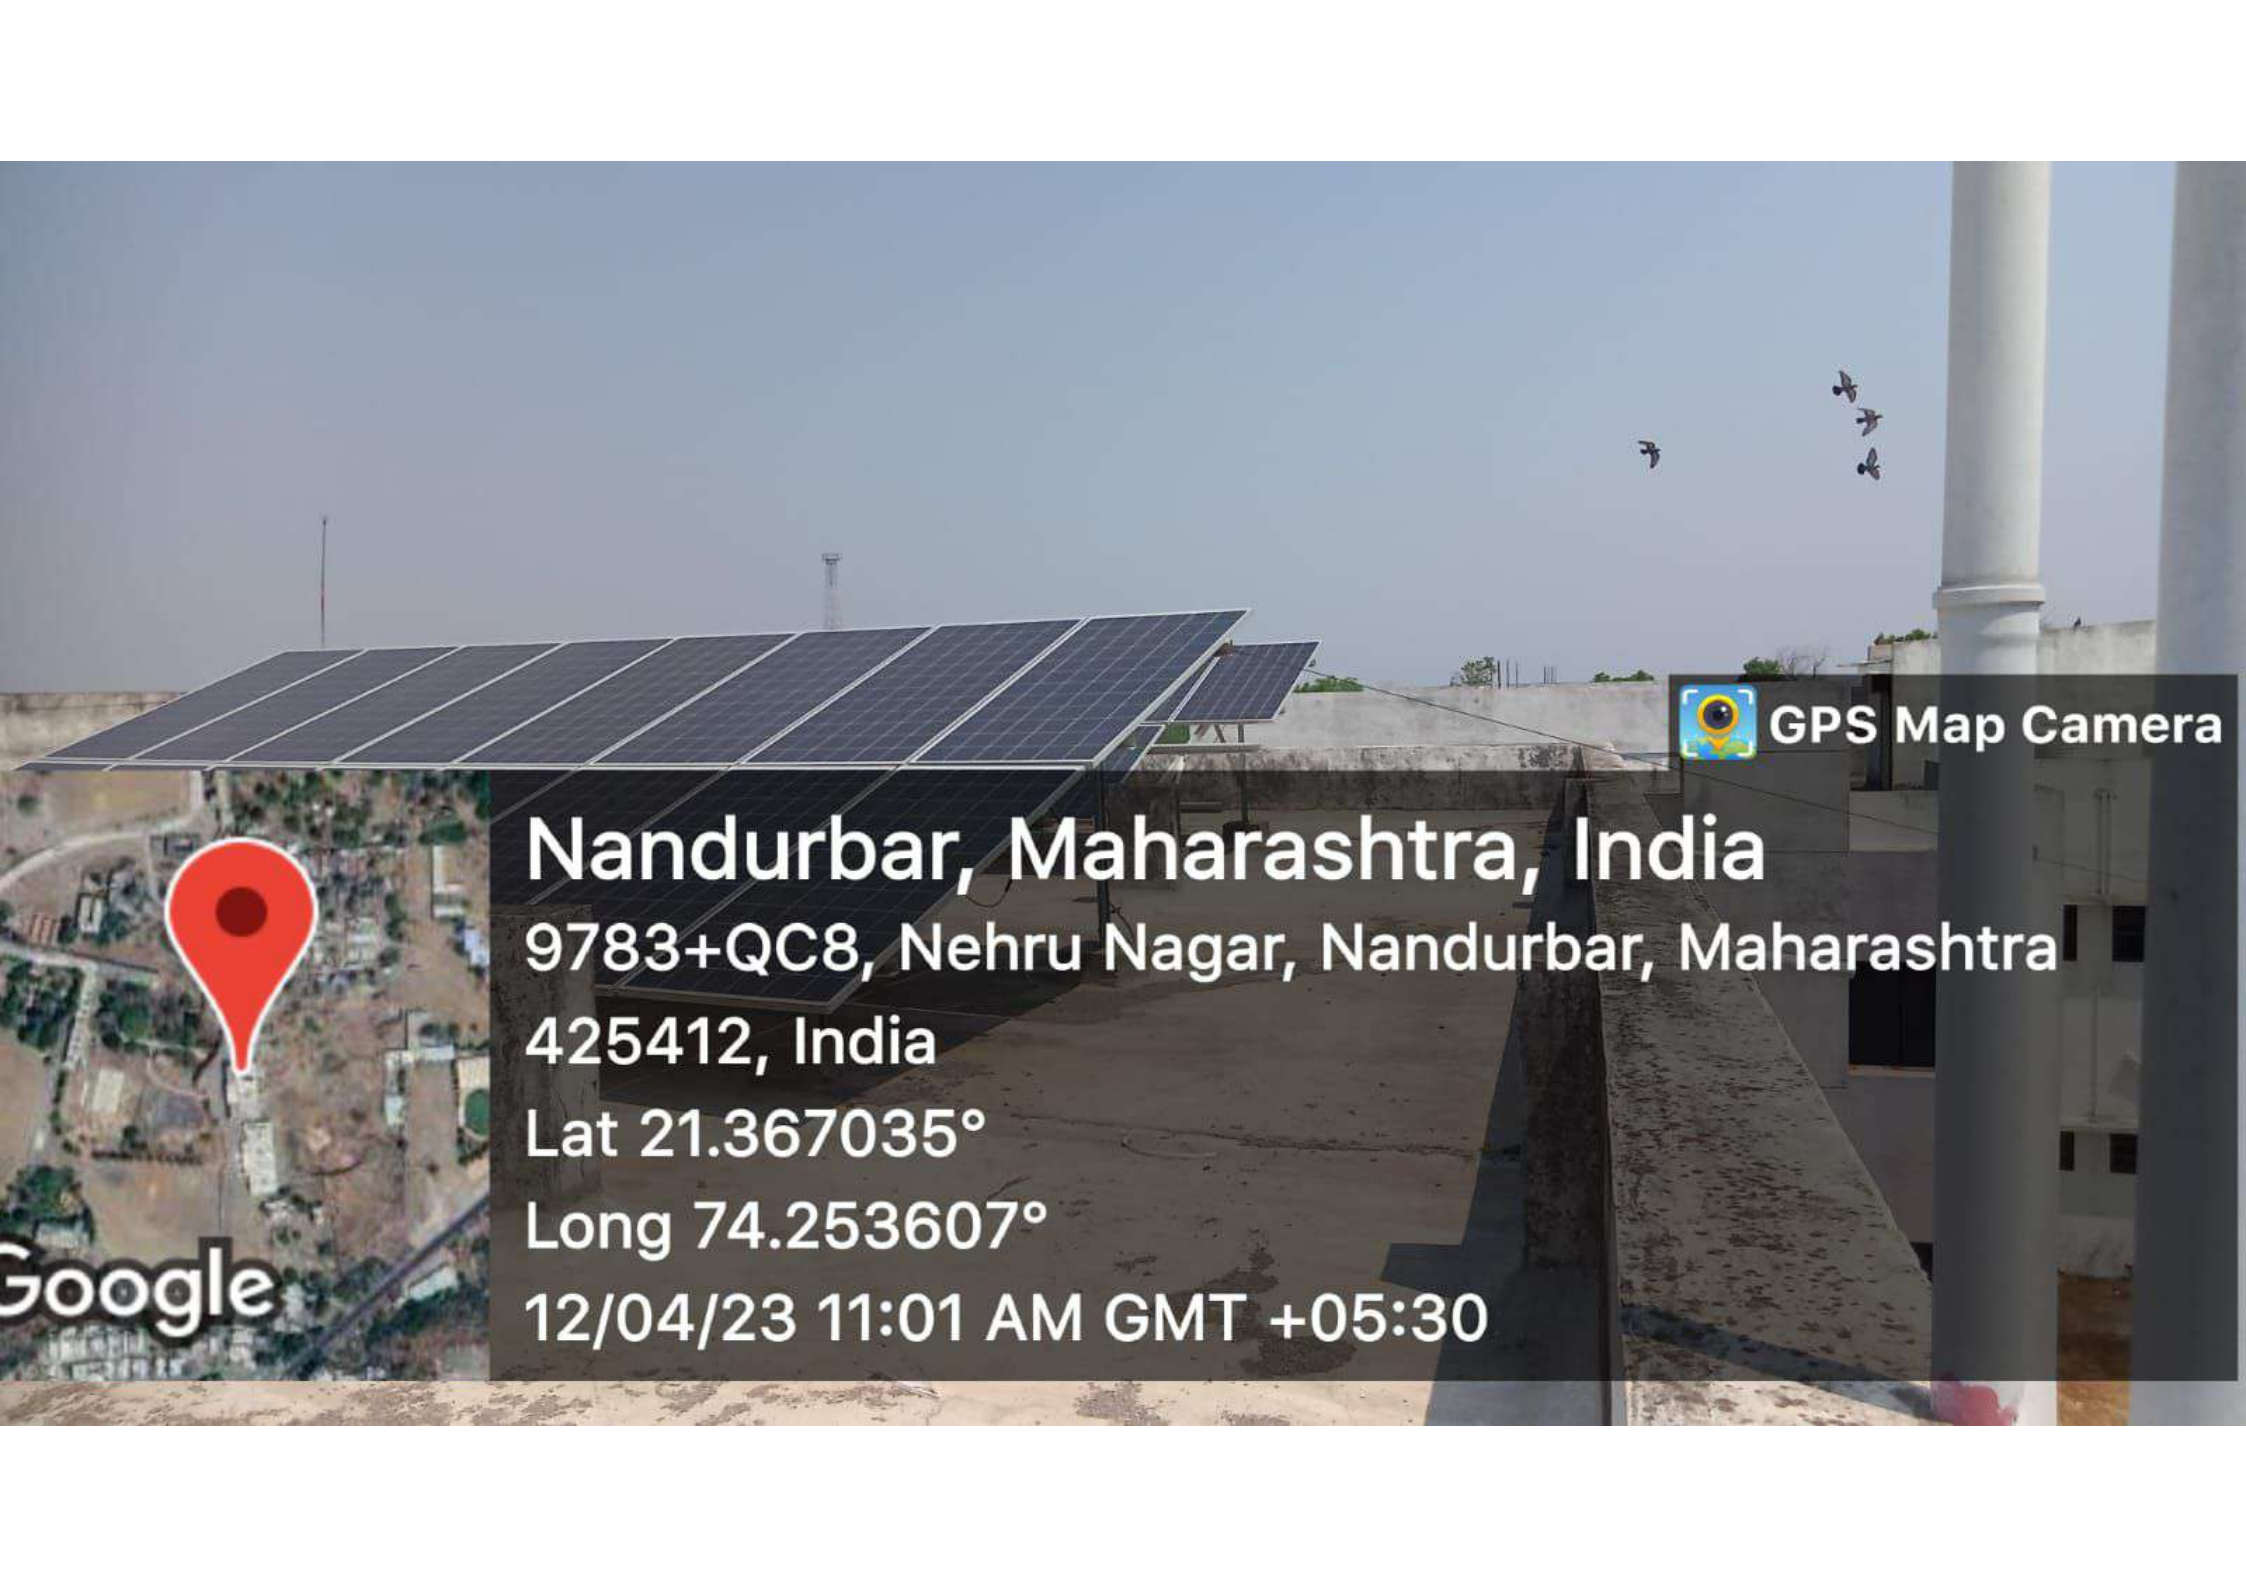 GPS Map Camera
Nandurbar, Maharashtra, India
9783+QC8, Nehru Nagar, Nandurbar, Maharashtra
425412, India
Lat 21.367035°
Long 74.253607°
12/04/23 11:01 AM GMT +05:30
Google